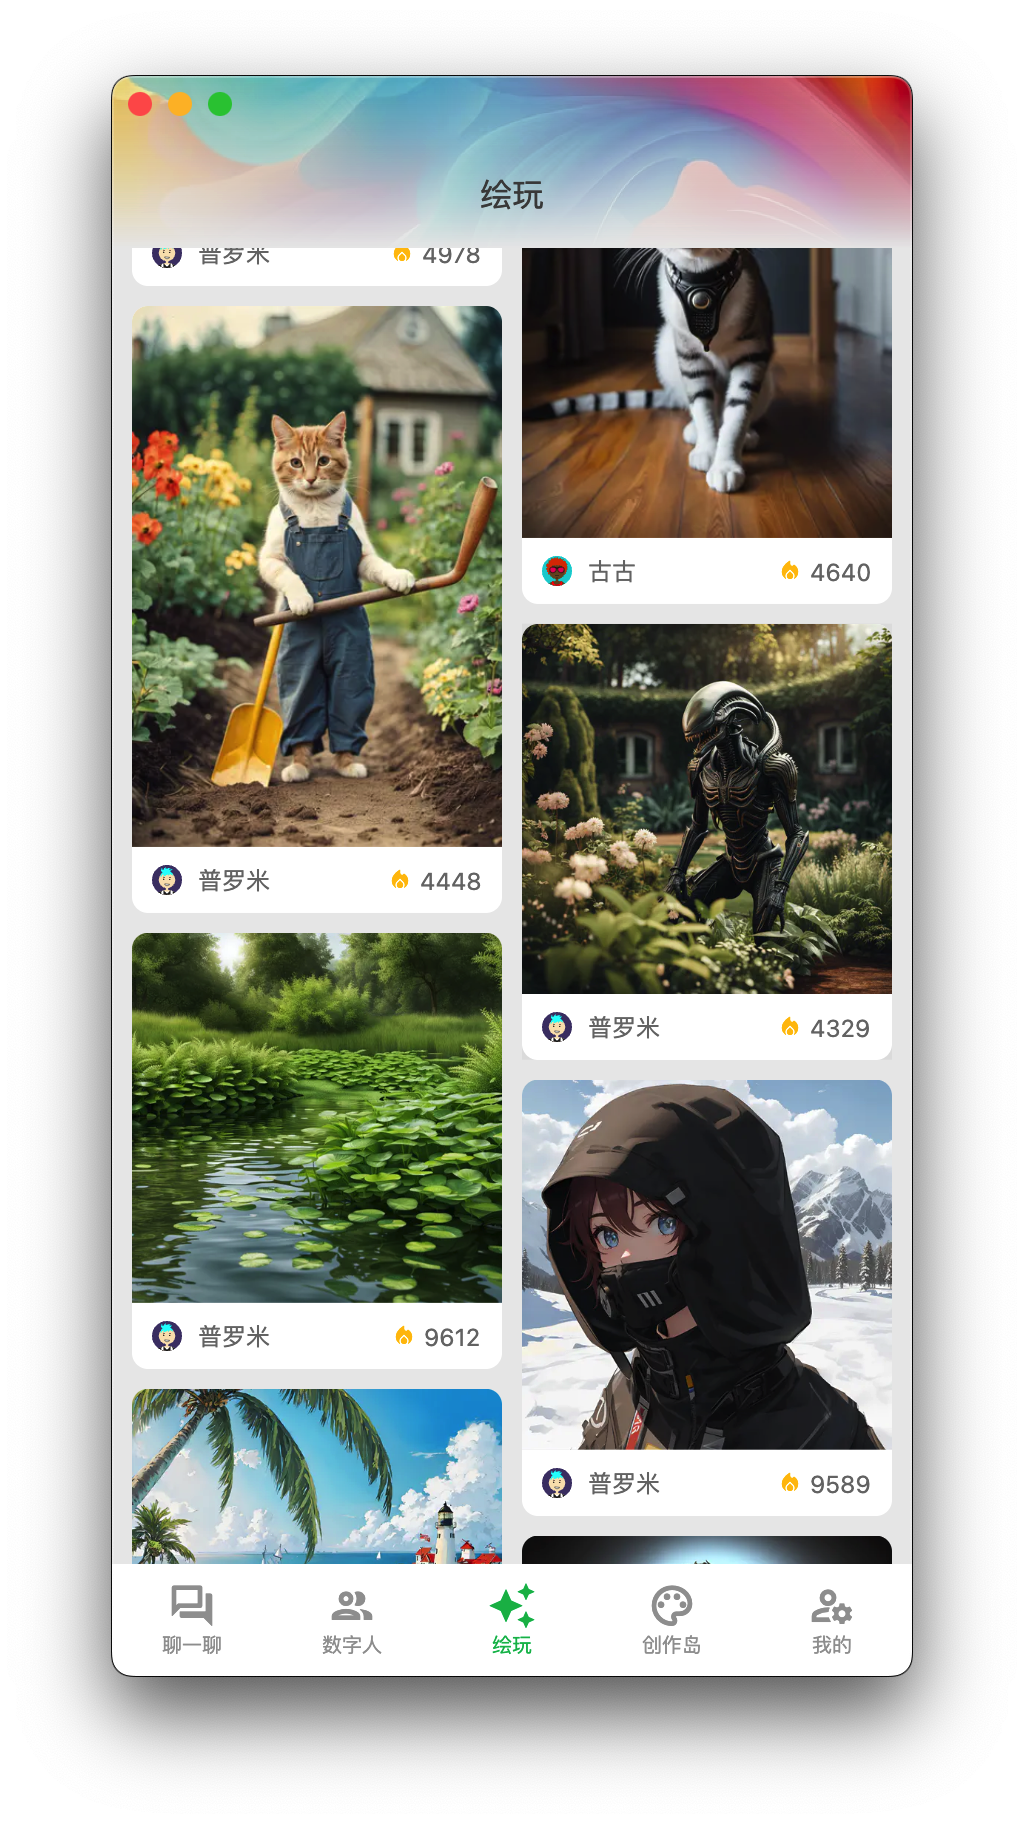 绘玩
普罗米 4978
古古 4640
普罗米 4448
普罗米 4329
普罗米 9612
普罗米 9589
聊一聊 数字人 绘玩 创作岛 我的